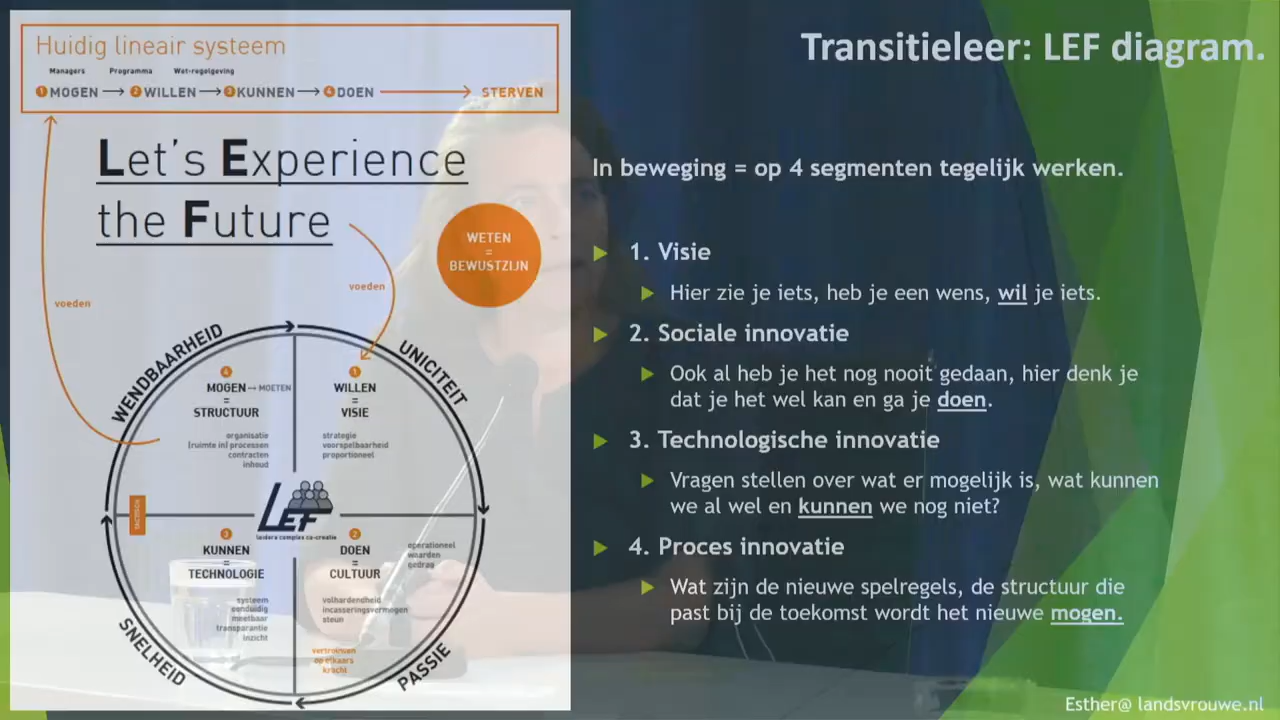 Transitieleer: LEF diagram.
Huidig lineair systeem
Managers Programma Wet-regelgeving
1 MOGEN → 2 WILLEN → 3 KUNNEN → 4 DOEN → STERVEN
Let's Experience
the Future
WETEN
=
BEWUSTZIJN
voeden
voeden
WENDBAARHEID
UNICITEIT
4
MOGEN → MOETEN
=
STRUCTUUR
organisatie
(ruimte in) processen
contracten
inhoud
1
WILLEN
=
VISIE
strategie
voorspelbaarheid
proportioneel
LEF
leiders complex co-creatie
3
KUNNEN
=
TECHNOLOGIE
systeem
eenduidig
meetbaar
transparantie
inzicht
2
DOEN
=
CULTUUR
operationeel
waarden
gedrag
volhardendheid
incasseringsvermogen
steun
vertrouwen
op elkaars
kracht
SNELHEID
PASSIE
In beweging = op 4 segmenten tegelijk werken.
1. Visie
Hier zie je iets, heb je een wens, wil je iets.
2. Sociale innovatie
Ook al heb je het nog nooit gedaan, hier denk je
dat je het wel kan en ga je doen.
3. Technologische innovatie
Vragen stellen over wat er mogelijk is, wat kunnen
we al wel en kunnen we nog niet?
4. Proces innovatie
Wat zijn de nieuwe spelregels, de structuur die
past bij de toekomst wordt het nieuwe mogen.
Esther@ landsvrouwe.nl